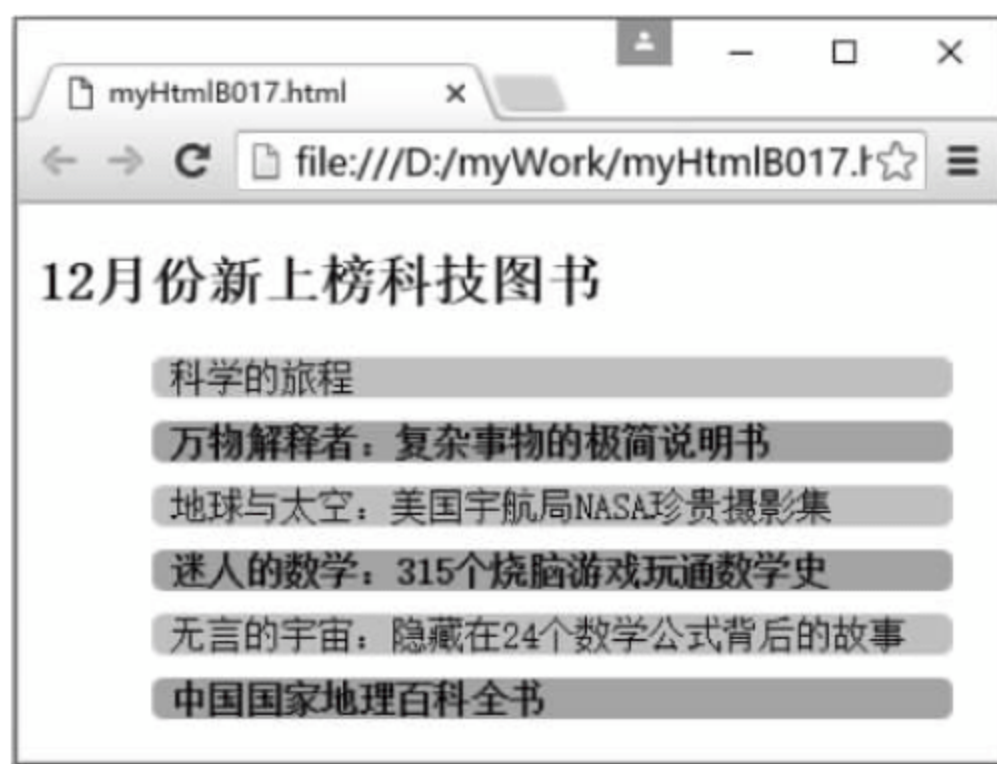 myHtmlB017.html
file:///D:/myWork/myHtmlB017.h
12月份新上榜科技图书
科学的旅程
万物解释者：复杂事物的极简说明书
地球与太空：美国宇航局NASA珍贵摄影集
迷人的数学：315个烧脑游戏玩通数学史
无言的宇宙：隐藏在24个数学公式背后的故事
中国国家地理百科全书